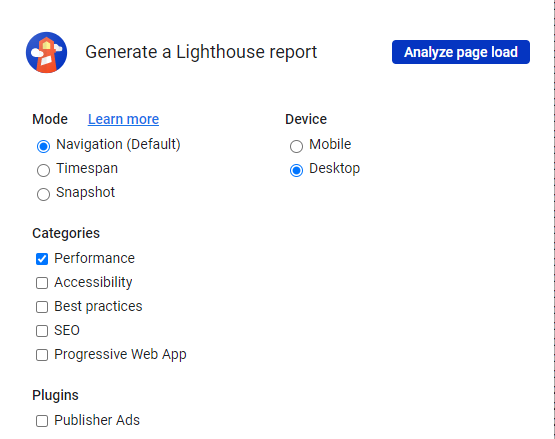 Generate a Lighthouse report
Analyze page load
Mode Learn more
Navigation (Default)
Timespan
Snapshot
Device
Mobile
Desktop
Categories
Performance
Accessibility
Best practices
SEO
Progressive Web App
Plugins
Publisher Ads